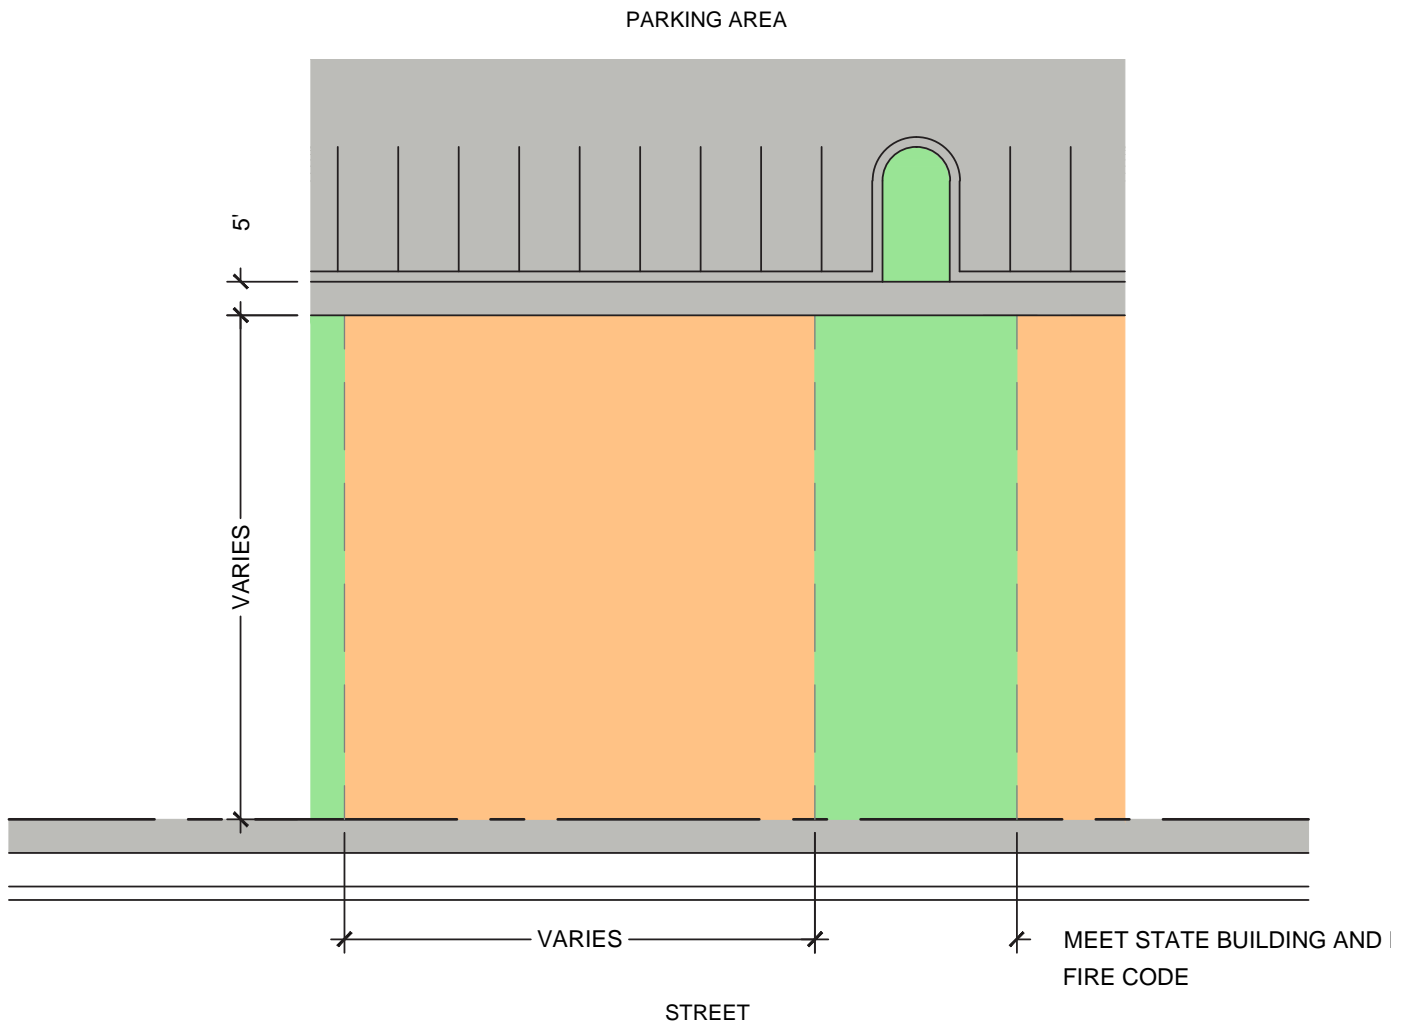 PARKING AREA
5'
VARIES
VARIES
MEET STATE BUILDING AND
FIRE CODE
STREET